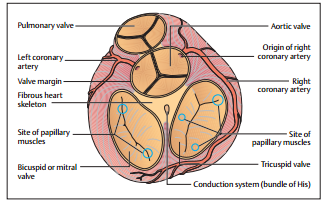 Pulmonary valve
Left coronary
artery
Valve margin
Fibrous heart
skeleton
Site of papillary
muscles
Bicuspid or mitral
valve
Aortic valve
Origin of right
coronary artery
Right
coronary artery
Site of
papillary muscles
Tricuspid valve
Conduction system (bundle of His)